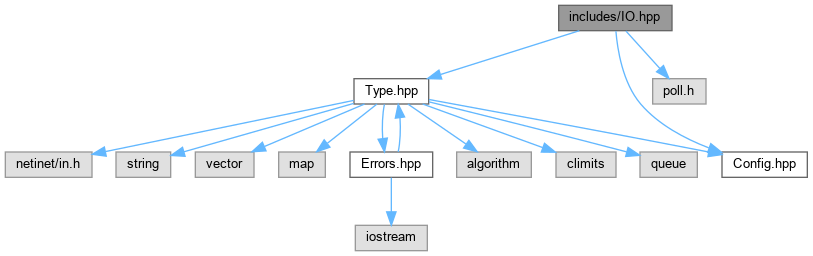 includes/IO.hpp
Type.hpp
poll.h
netinet/in.h
string
vector
map
Errors.hpp
algorithm
climits
queue
Config.hpp
iostream